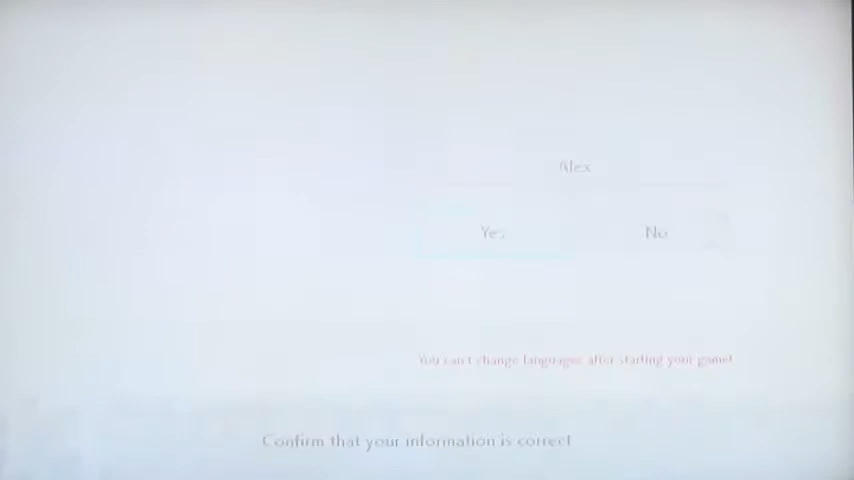 Alex
Yes
No
You can't change languages after starting your game!
Confirm that your information is correct